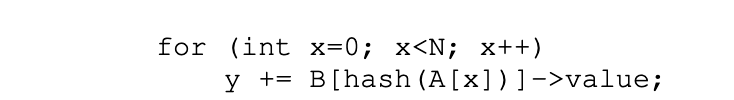 for (int x=0; x<N; x++)
    y += B[hash(A[x])]->value;